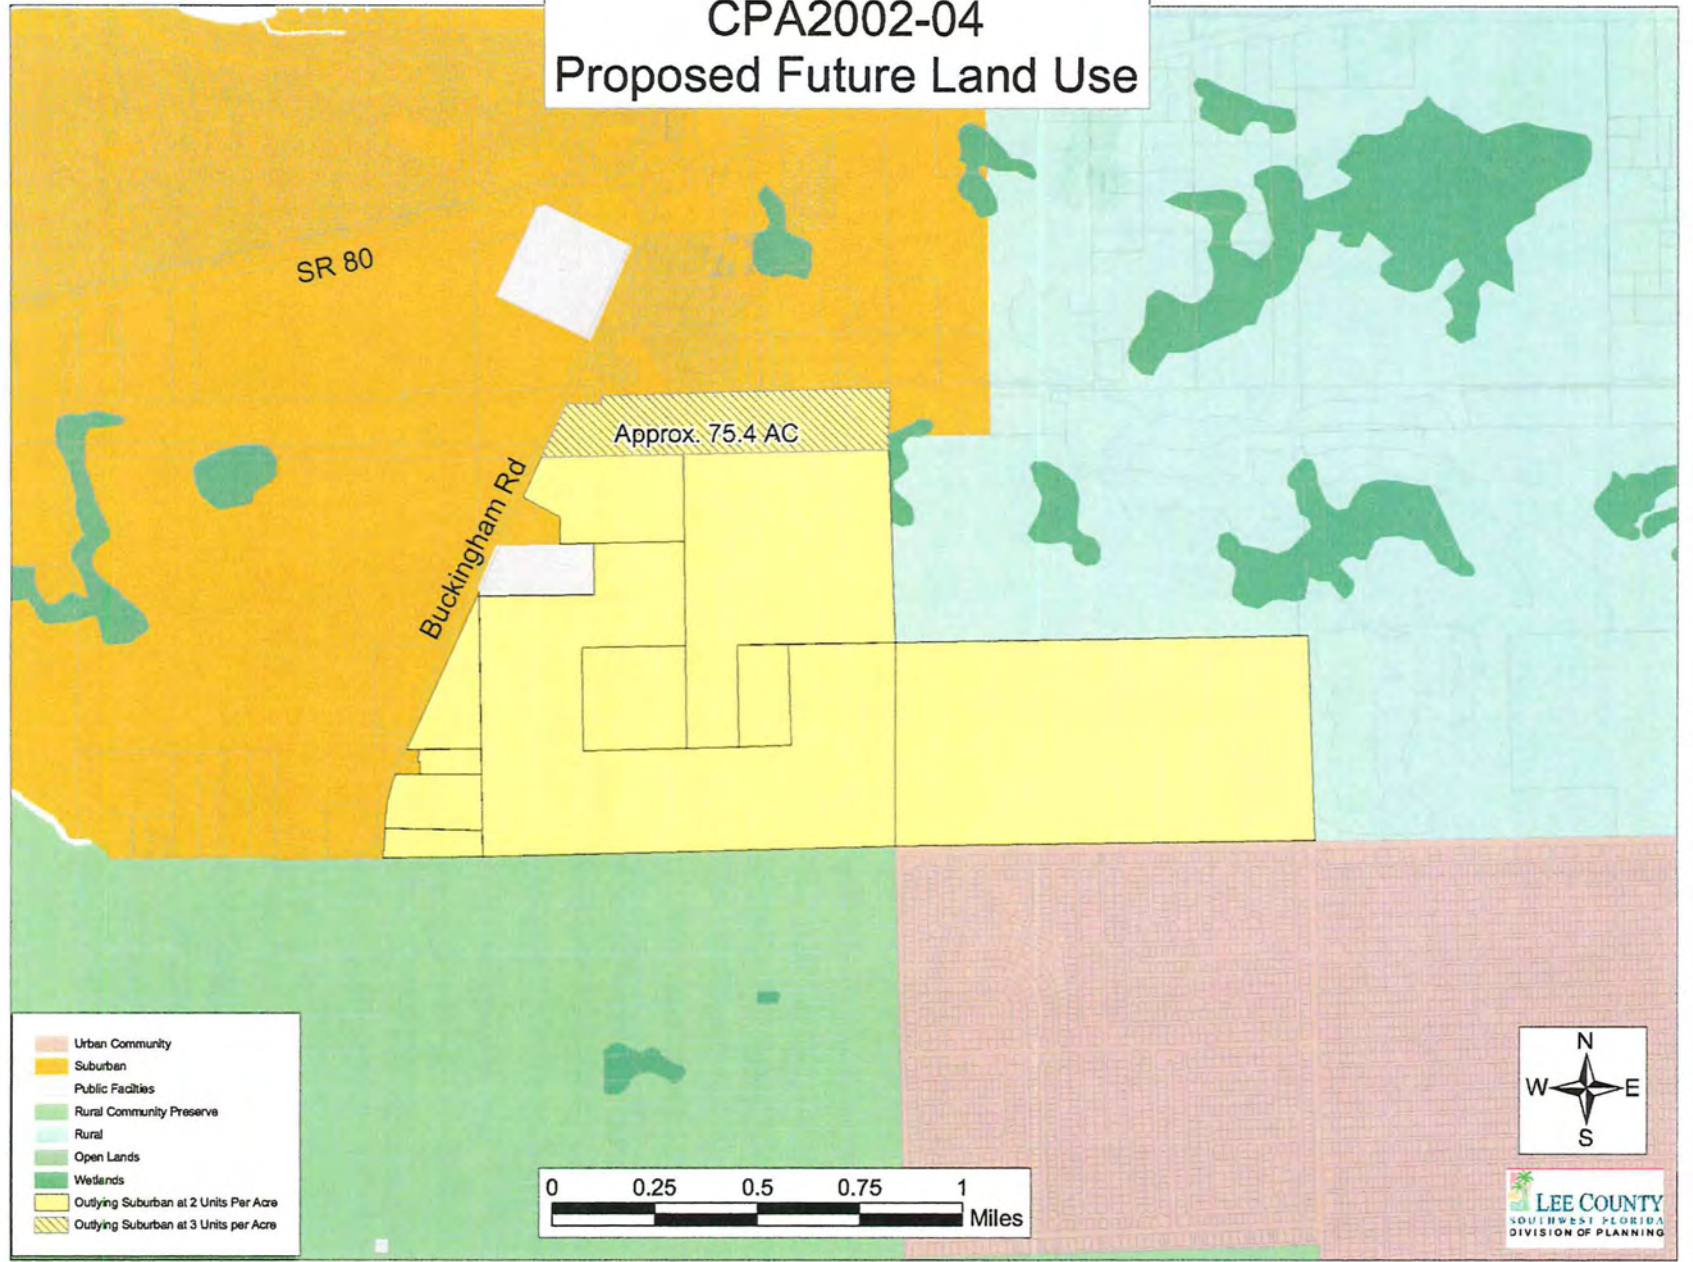 CPA2002-04
Proposed Future Land Use
SR 80
Approx. 75.4 AC
Buckingham Rd
Urban Community
Suburban
Public Facilties
Rural Community Preserve
Rural
Open Lands
Wetlands
Outlying Suburban at 2 Units Per Acre
Outlying Suburban at 3 Units per Acre
0 0.25 0.5 0.75 1
Miles
N
W E
S
LEE COUNTY
SOUTHWEST FLORIDA
DIVISION OF PLANNING